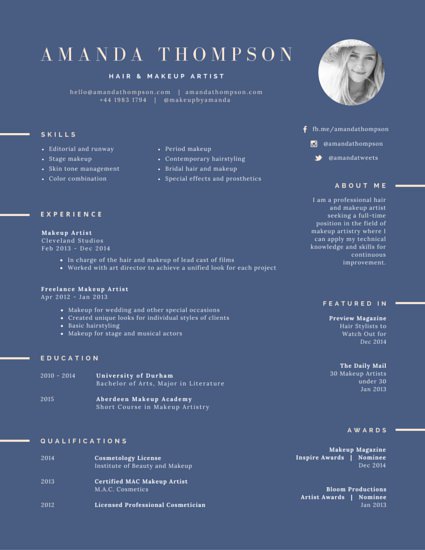 AMANDA THOMPSON
HAIR & MAKEUP ARTIST
hello@amandathompson.com | amandathompson.com
+44 1983 1794 | @makeupbyamanda
fb.me/amandathompson
@amandathompson
@amandatweets
SKILLS
• Editorial and runway
• Stage makeup
• Skin tone management
• Color combination
• Period makeup
• Contemporary hairstyling
• Bridal hair and makeup
• Special effects and prosthetics
EXPERIENCE
Makeup Artist
Cleveland Studios
Feb 2013 - Dec 2014
• In charge of the hair and makeup of lead cast of films
• Worked with art director to achieve a unified look for each project
Freelance Makeup Artist
Apr 2012 - Jan 2013
• Makeup for wedding and other special occasions
• Created unique looks for individual styles of clients
• Basic hairstyling
• Makeup for stage and musical actors
EDUCATION
2010 - 2014
University of Durham
Bachelor of Arts, Major in Literature
2015
Aberdeen Makeup Academy
Short Course in Makeup Artistry
QUALIFICATIONS
2014
Cosmetology License
Institute of Beauty and Makeup
2013
Certified MAC Makeup Artist
M.A.C. Cosmetics
2012
Licensed Professional Cosmetician
ABOUT ME
I am a professional hair
and makeup artist
seeking a full-time
position in the field of
makeup artistry where I
can apply my technical
knowledge and skills for
continuous
improvement.
FEATURED IN
Preview Magazine
Hair Stylists to
Watch Out for
Dec 2014
The Daily Mail
30 Makeup Artists
under 30
Jan 2013
AWARDS
Makeup Magazine
Inspire Awards | Nominee
Dec 2014
Bloom Productions
Artist Awards | Nominee
Jan 2013